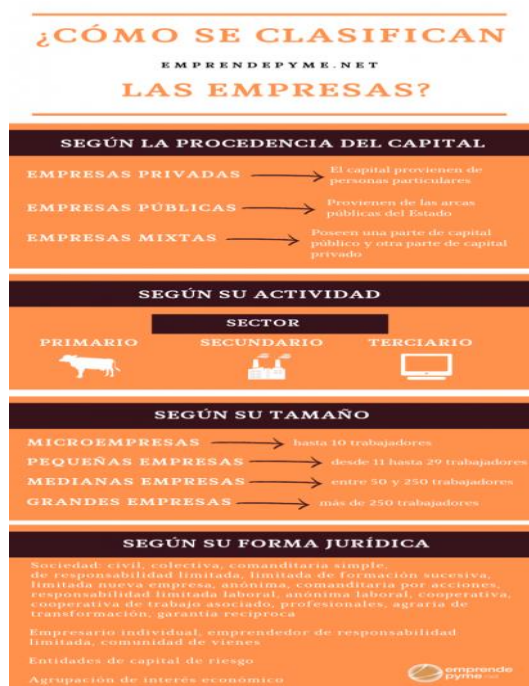 ¿CÓMO SE CLASIFICAN
EMPRENDEPYME.NET
LAS EMPRESAS?
SEGÚN LA PROCEDENCIA DEL CAPITAL
EMPRESAS PRIVADAS
El capital provienen de
personas particulares
EMPRESAS PÚBLICAS
Provienen de las arcas
públicas del Estado
EMPRESAS MIXTAS
Poseen una parte de capital
público y otra parte de capital
privado
SEGÚN SU ACTIVIDAD
SECTOR
PRIMARIO
SECUNDARIO
TERCIARIO
SEGÚN SU TAMAÑO
MICROEMPRESAS
hasta 10 trabajadores
PEQUEÑAS EMPRESAS
desde 11 hasta 29 trabajadores
MEDIANAS EMPRESAS
entre 50 y 250 trabajadores
GRANDES EMPRESAS
más de 250 trabajadores
SEGÚN SU FORMA JURÍDICA
Sociedad: civil, colectiva, comanditaria simple,
de responsabilidad limitada, limitada de formación sucesiva,
limitada nueva empresa, anónima, comanditaria por acciones,
responsabilidad limitada laboral, anónima laboral, cooperativa,
cooperativa de trabajo asociado, profesionales, agraria de
transformación, garantía recíproca
Empresario individual, emprendedor de responsabilidad
limitada, comunidad de vienes
Entidades de capital de riesgo
Agrupación de interés económico
emprende
pyme.net